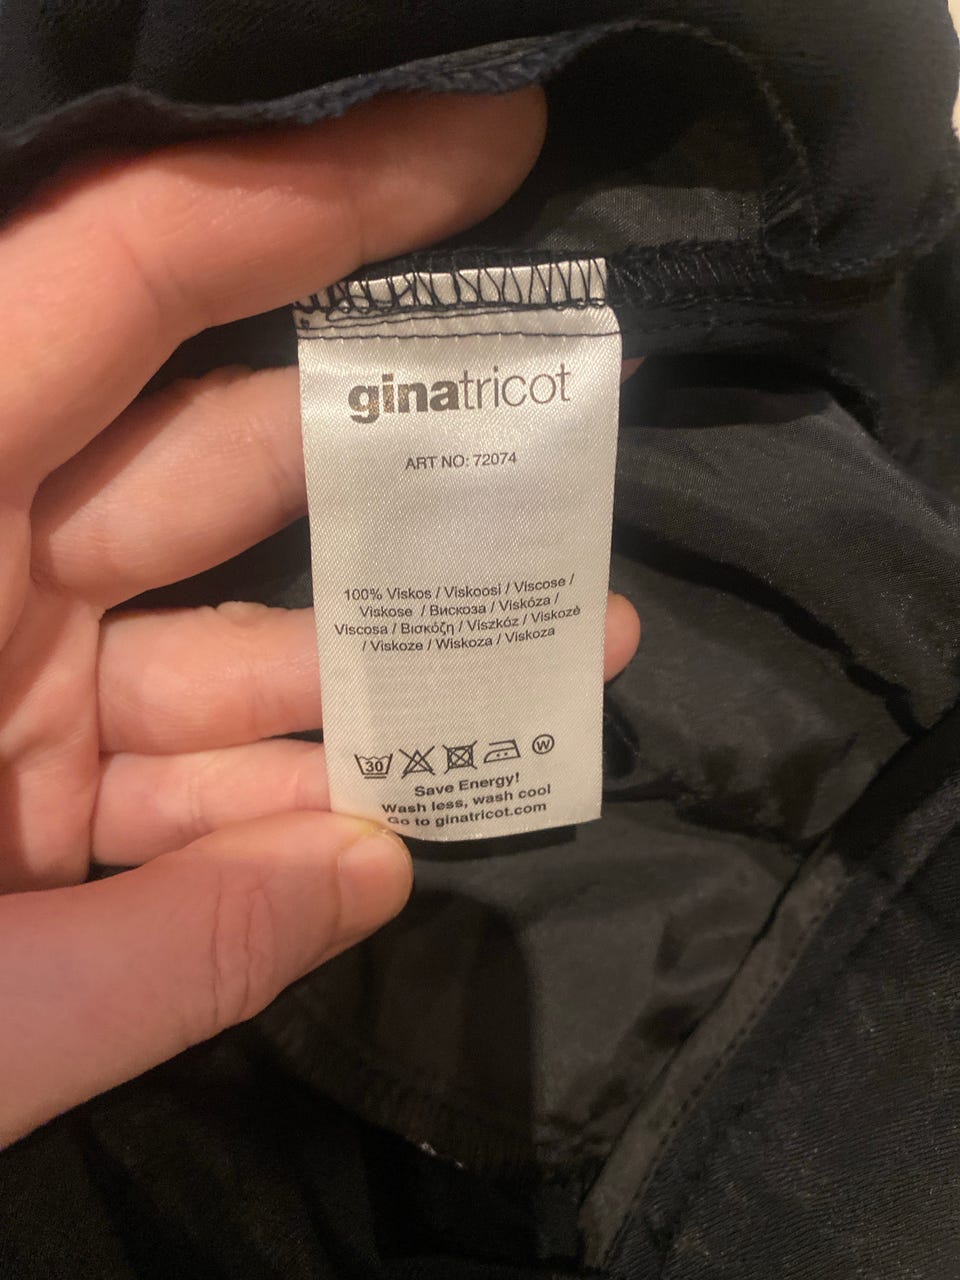 ginatricot
ART NO: 72074
100% Viskos / Viskoosi / Viscose /
Viskose / Вискоза / Viskóza /
Viscosa / Βισκόζη / Viszkóz / Viskozė
/ Viskoze / Wiskoza / Viskoza
30 W
Save Energy!
Wash less, wash cool
Go to ginatricot.com